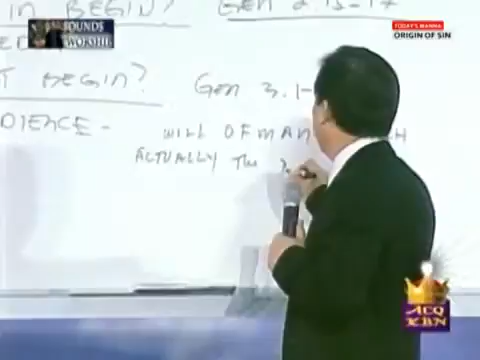 IN BEGIN? GEN 2.15-17
SOUNDS
WORSHIP
TODAY'S MANNA:
ORIGIN OF SIN
BEGIN? GEN 3.1-
DIENCE - WILL OF MAN
ACTUALLY THE
ACQ
KBN